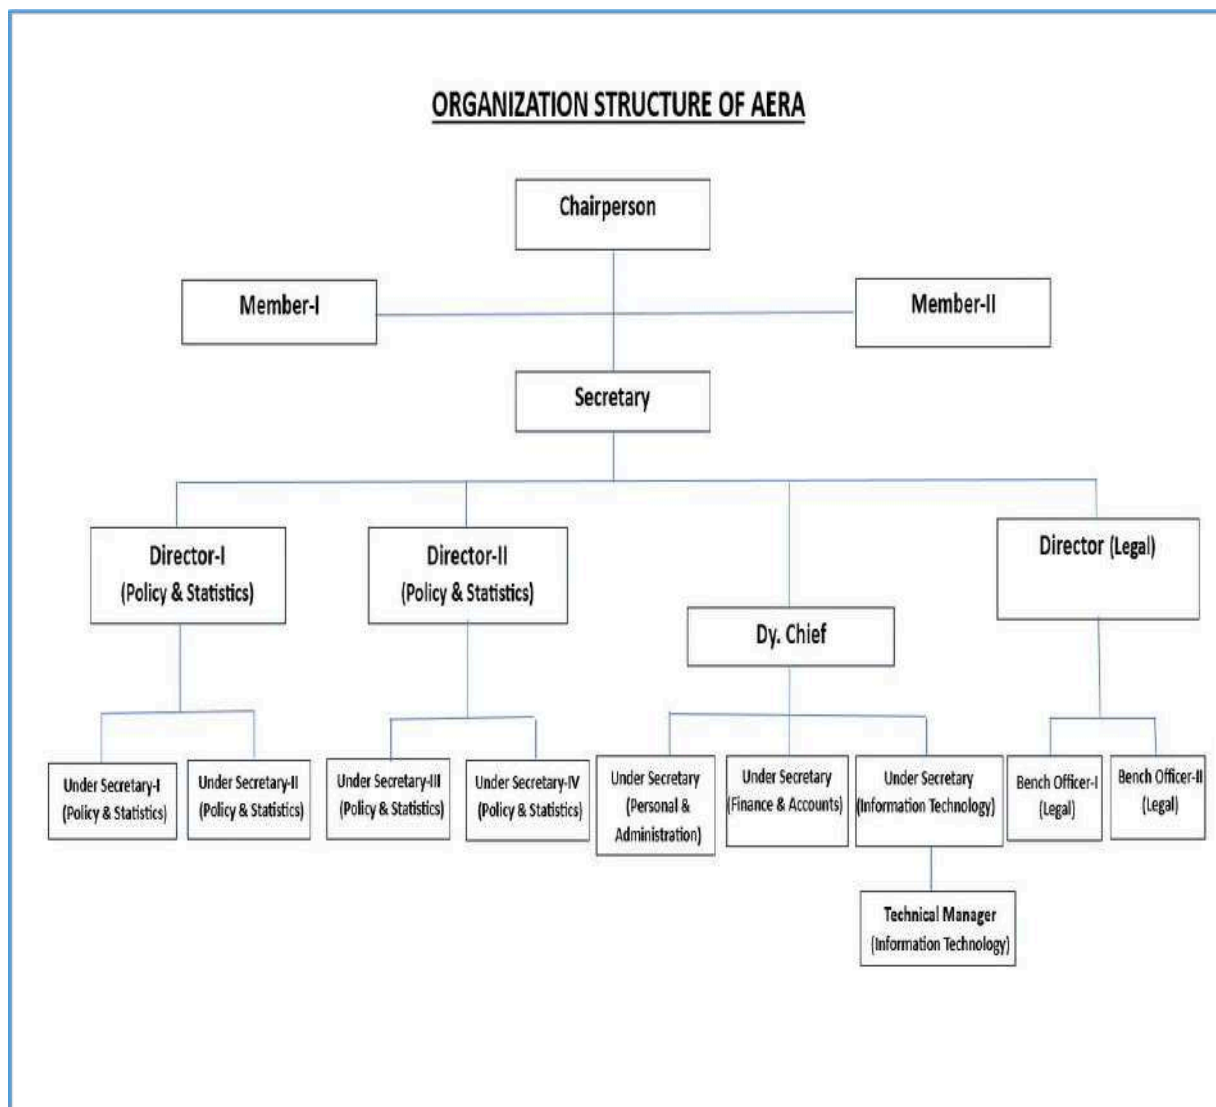 ORGANIZATION STRUCTURE OF AERA
Chairperson
Member-I
Member-II
Secretary
Director-I
(Policy & Statistics)
Director-II
(Policy & Statistics)
Dy. Chief
Director (Legal)
Under Secretary-I
(Policy & Statistics)
Under Secretary-II
(Policy & Statistics)
Under Secretary-III
(Policy & Statistics)
Under Secretary-IV
(Policy & Statistics)
Under Secretary
(Personal &
Administration)
Under Secretary
(Finance & Accounts)
Under Secretary
(Information Technology)
Bench Officer-I
(Legal)
Bench Officer-II
(Legal)
Technical Manager
(Information Technology)